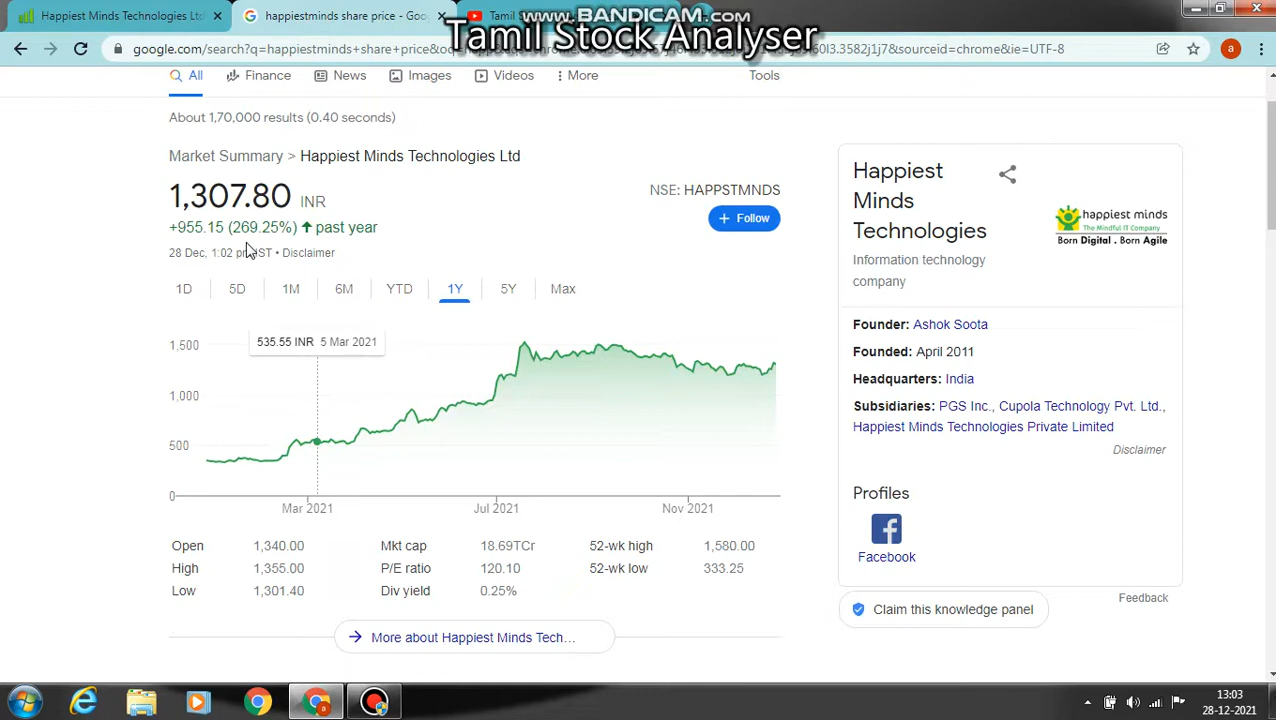 www.BANDICAM.com
Happiest Minds Technologies Ltd
happiestminds share price - Goo
Tamil S
Tamil Stock Analyser
google.com/search?q=happiestminds+share+price&oq
60l3.3582j1j7&sourceid=chrome&ie=UTF-8
a
All
Finance
News
Images
Videos
More
Tools
About 1,70,000 results (0.40 seconds)
Market Summary > Happiest Minds Technologies Ltd
1,307.80 INR
+955.15 (269.25%) past year
28 Dec, 1:02 pm IST • Disclaimer
NSE: HAPPSTMNDS
+ Follow
1D 5D 1M 6M YTD 1Y 5Y Max
535.55 INR 5 Mar 2021
1,500
1,000
500
0
Mar 2021 Jul 2021 Nov 2021
Open 1,340.00 Mkt cap 18.69TCr 52-wk high 1,580.00
High 1,355.00 P/E ratio 120.10 52-wk low 333.25
Low 1,301.40 Div yield 0.25%
More about Happiest Minds Tech...
Happiest
Minds
Technologies
Information technology
company
happiest minds
The Mindful IT Company
Born Digital . Born Agile
Founder: Ashok Soota
Founded: April 2011
Headquarters: India
Subsidiaries: PGS Inc., Cupola Technology Pvt. Ltd.,
Happiest Minds Technologies Private Limited
Disclaimer
Profiles
Facebook
Feedback
Claim this knowledge panel
13:03
28-12-2021